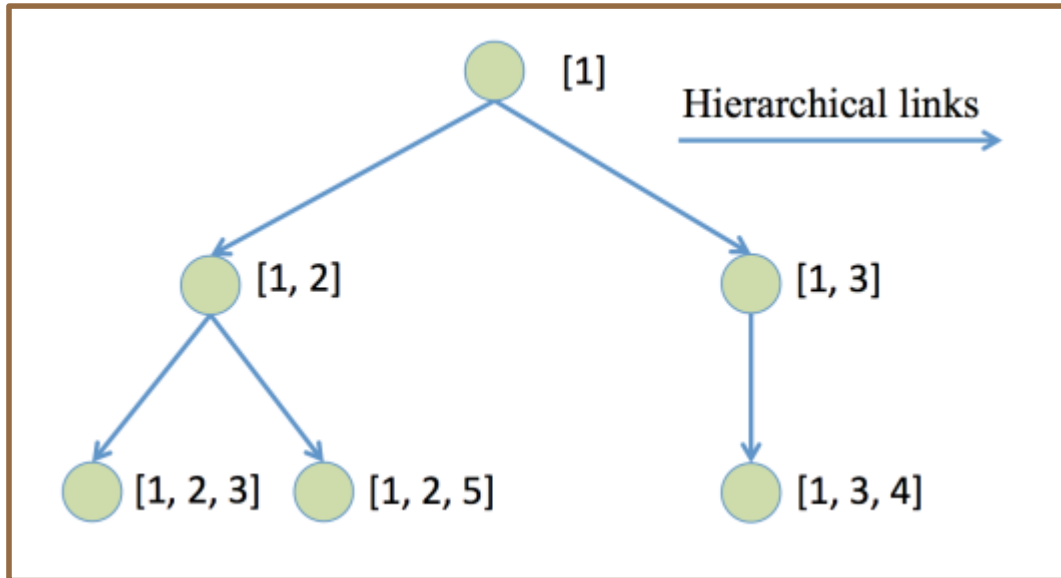 [1]
Hierarchical links
[1, 2]
[1, 3]
[1, 2, 3]
[1, 2, 5]
[1, 3, 4]